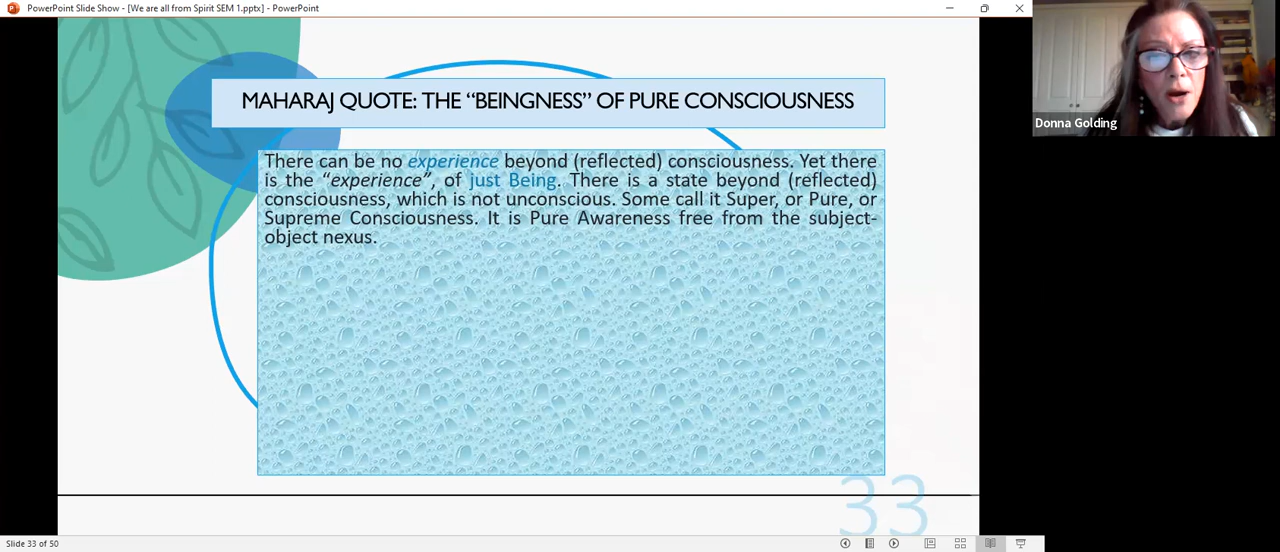 PowerPoint Slide Show - [We are all from Spirit SEM 1.pptx] - PowerPoint
Donna Golding
MAHARAJ QUOTE: THE “BEINGNESS” OF PURE CONSCIOUSNESS
There can be no experience beyond (reflected) consciousness. Yet there
is the “experience”, of just Being. There is a state beyond (reflected)
consciousness, which is not unconscious. Some call it Super, or Pure, or
Supreme Consciousness. It is Pure Awareness free from the subject-
object nexus.
33
Slide 33 of 50